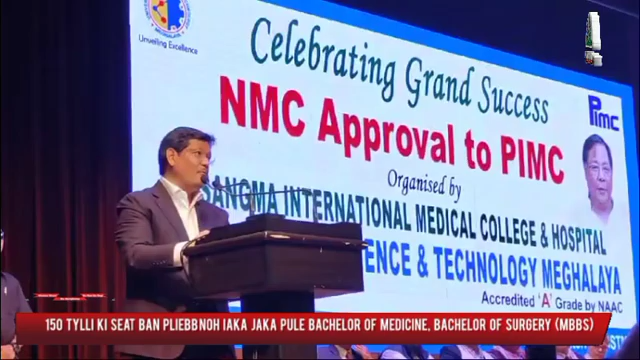 MEGHALAYA
Unveiling Excellence
Celebrating Grand Success
NMC Approval to PIMC
Pimc
Organised by
SANGMA INTERNATIONAL MEDICAL COLLEGE & HOSPITAL
& TECHNOLOGY MEGHALAYA
Accredited 'A' Grade by NAAC
150 TYLLI KI SEAT BAN PLIEBBNOH IAKA JAKA PULE BACHELOR OF MEDICINE, BACHELOR OF SURGERY (MBBS)